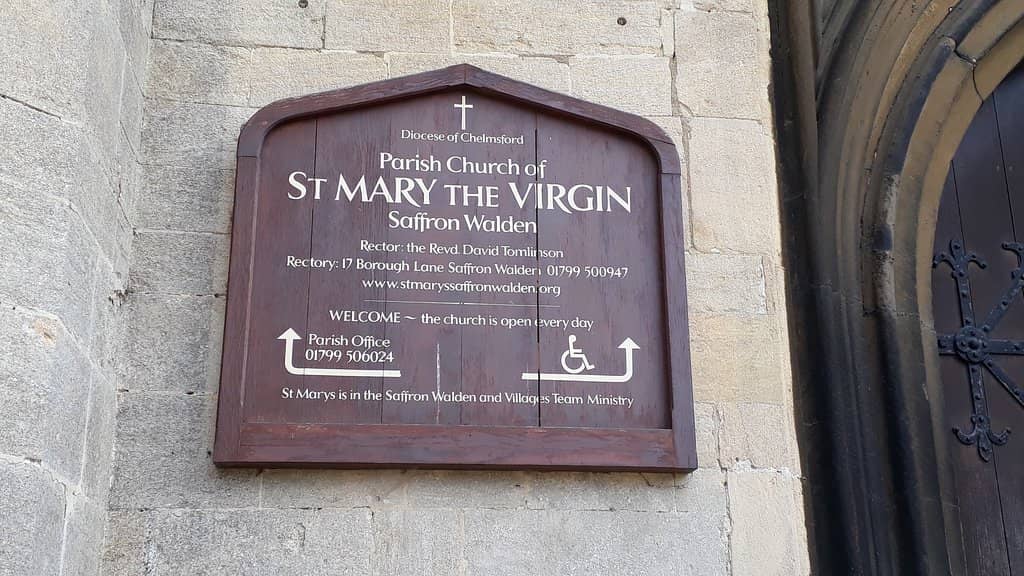 Diocese of Chelmsford
Parish Church of
ST MARY THE VIRGIN
Saffron Walden
Rector: the Revd. David Tomlinson
Rectory: 17 Borough Lane Saffron Walden 01799 500947
www.stmaryssaffronwalden.org
WELCOME ~ the church is open every day
Parish Office
01799 506024
St Marys is in the Saffron Walden and Villages Team Ministry